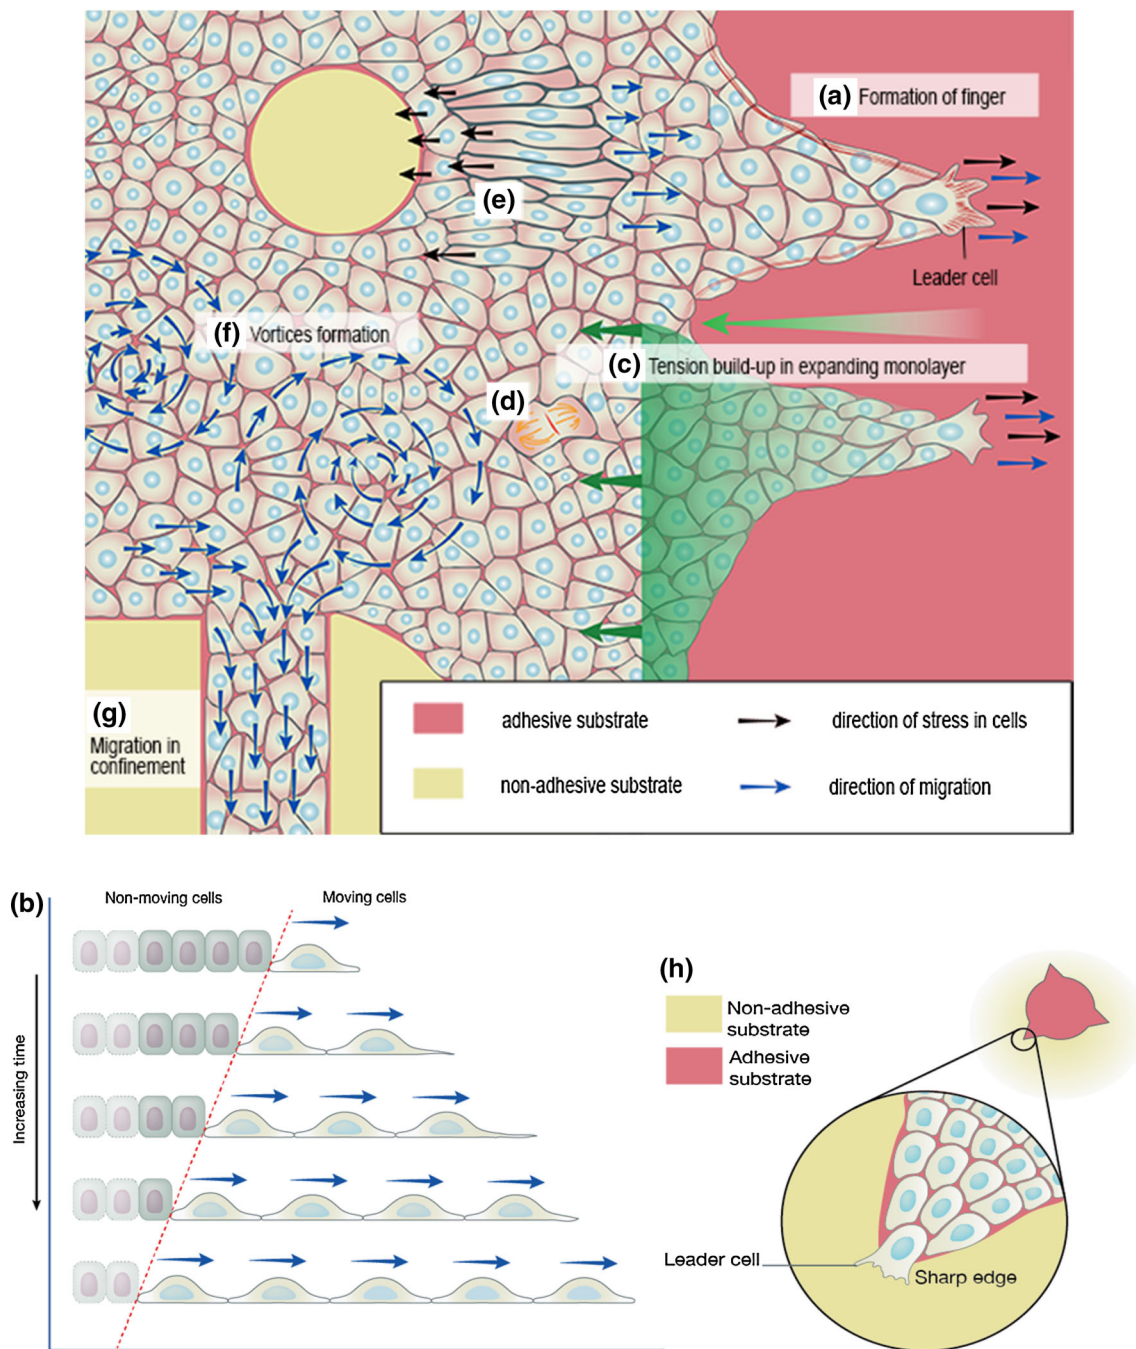 (a) Formation of finger
(e)
Leader cell
(f) Vortices formation
(c) Tension build-up in expanding monolayer
(d)
(g)
Migration in
confinement
adhesive substrate
direction of stress in cells
non-adhesive substrate
direction of migration
(b)
Non-moving cells
Moving cells
Increasing time
(h)
Non-adhesive
substrate
Adhesive
substrate
Leader cell
Sharp edge